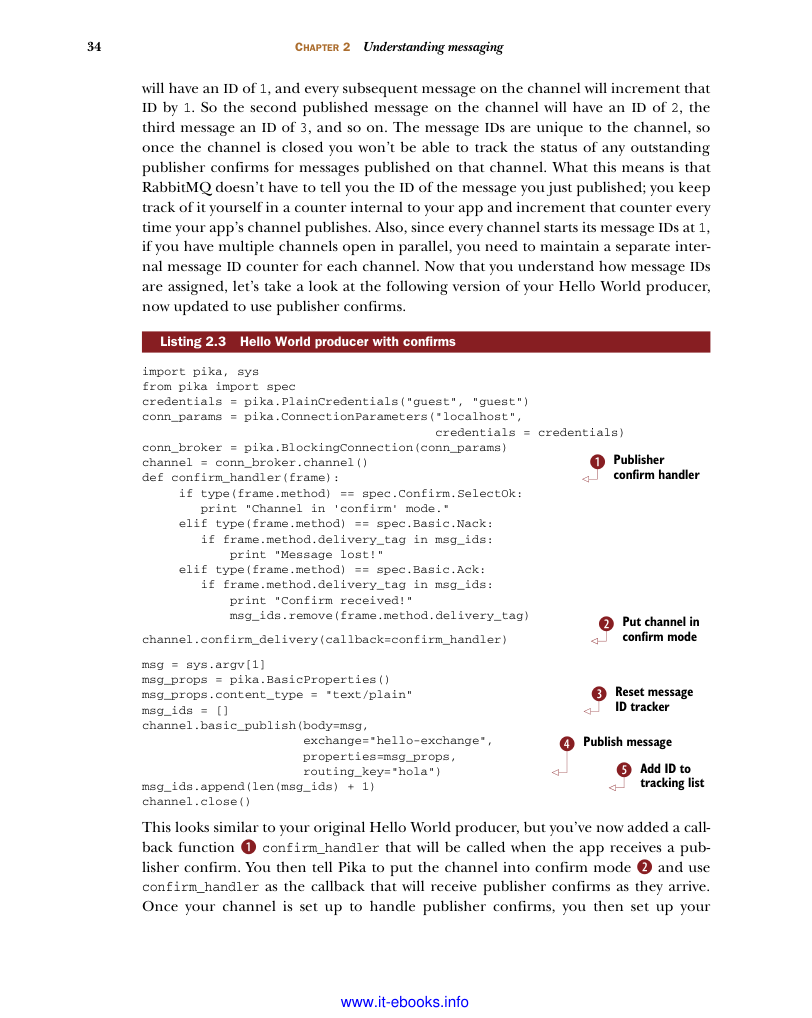 34
CHAPTER 2 Understanding messaging
will have an ID of 1, and every subsequent message on the channel will increment that
ID by 1. So the second published message on the channel will have an ID of 2, the
third message an ID of 3, and so on. The message IDs are unique to the channel, so
once the channel is closed you won't be able to track the status of any outstanding
publisher confirms for messages published on that channel. What this means is that
RabbitMQ doesn't have to tell you the ID of the message you just published; you keep
track of it yourself in a counter internal to your app and increment that counter every
time your app's channel publishes. Also, since every channel starts its message IDs at 1,
if you have multiple channels open in parallel, you need to maintain a separate inter-
nal message ID counter for each channel. Now that you understand how message IDs
are assigned, let's take a look at the following version of your Hello World producer,
now updated to use publisher confirms.
Listing 2.3 Hello World producer with confirms
import pika, sys
from pika import spec
credentials = pika.PlainCredentials("guest", "guest")
conn_params = pika.ConnectionParameters("localhost",
credentials = credentials)
conn_broker = pika.BlockingConnection(conn_params)
channel = conn_broker.channel()
1 Publisher
confirm handler
def confirm_handler(frame):
if type(frame.method) == spec.Confirm.SelectOk:
print "Channel in 'confirm' mode."
elif type(frame.method) == spec.Basic.Nack:
if frame.method.delivery_tag in msg_ids:
print "Message lost!"
elif type(frame.method) == spec.Basic.Ack:
if frame.method.delivery_tag in msg_ids:
print "Confirm received!"
msg_ids.remove(frame.method.delivery_tag)
2 Put channel in
confirm mode
channel.confirm_delivery(callback=confirm_handler)
msg = sys.argv[1]
msg_props = pika.BasicProperties()
msg_props.content_type = "text/plain"
3 Reset message
ID tracker
msg_ids = []
channel.basic_publish(body=msg,
exchange="hello-exchange",
4 Publish message
properties=msg_props,
routing_key="hola")
5 Add ID to
tracking list
msg_ids.append(len(msg_ids) + 1)
channel.close()
This looks similar to your original Hello World producer, but you've now added a call-
back function 1 confirm_handler that will be called when the app receives a pub-
lisher confirm. You then tell Pika to put the channel into confirm mode 2 and use
confirm_handler as the callback that will receive publisher confirms as they arrive.
Once your channel is set up to handle publisher confirms, you then set up your
www.it-ebooks.info